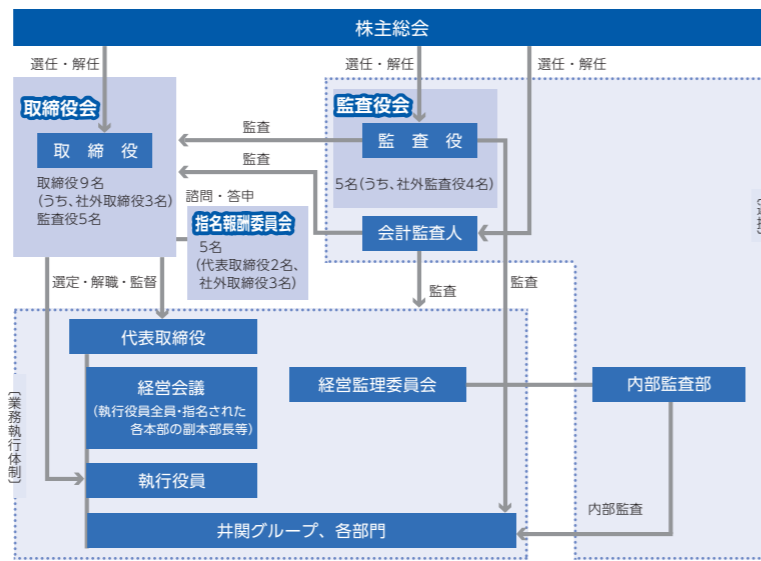 株主総会
選任・解任
選任・解任
選任・解任
取締役会
取締役
取締役9名
(うち、社外取締役3名)
監査役5名
監査役会
監査役
5名(うち、社外監査役4名)
監査
監査
会計監査人
諮問・答申
指名報酬委員会
5名
(代表取締役2名、
社外取締役3名)
選定・解職・監督
監査
監査
代表取締役
経営会議
(執行役員全員・指名された
各本部の副本部長等)
経営監理委員会
内部監査部
〔業務執行体制〕
執行役員
内部監査
井関グループ、各部門